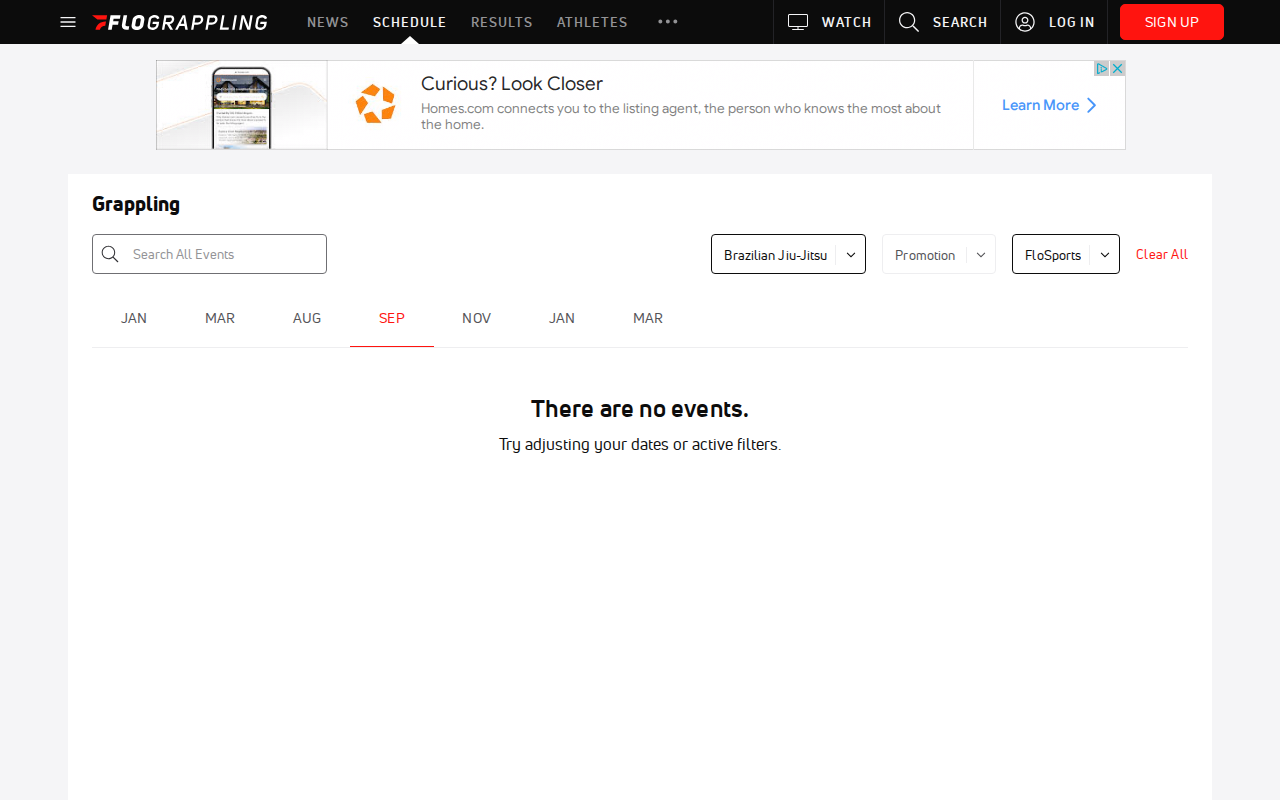 FLOGRAPPLING NEWS SCHEDULE RESULTS ATHLETES WATCH SEARCH LOG IN SIGN UP
Curious? Look Closer
Homes.com connects you to the listing agent, the person who knows the most about
the home.
Learn More
Grappling
Search All Events
Brazilian Jiu-Jitsu
Promotion
FloSports
Clear All
JAN MAR AUG SEP NOV JAN MAR
There are no events.
Try adjusting your dates or active filters.